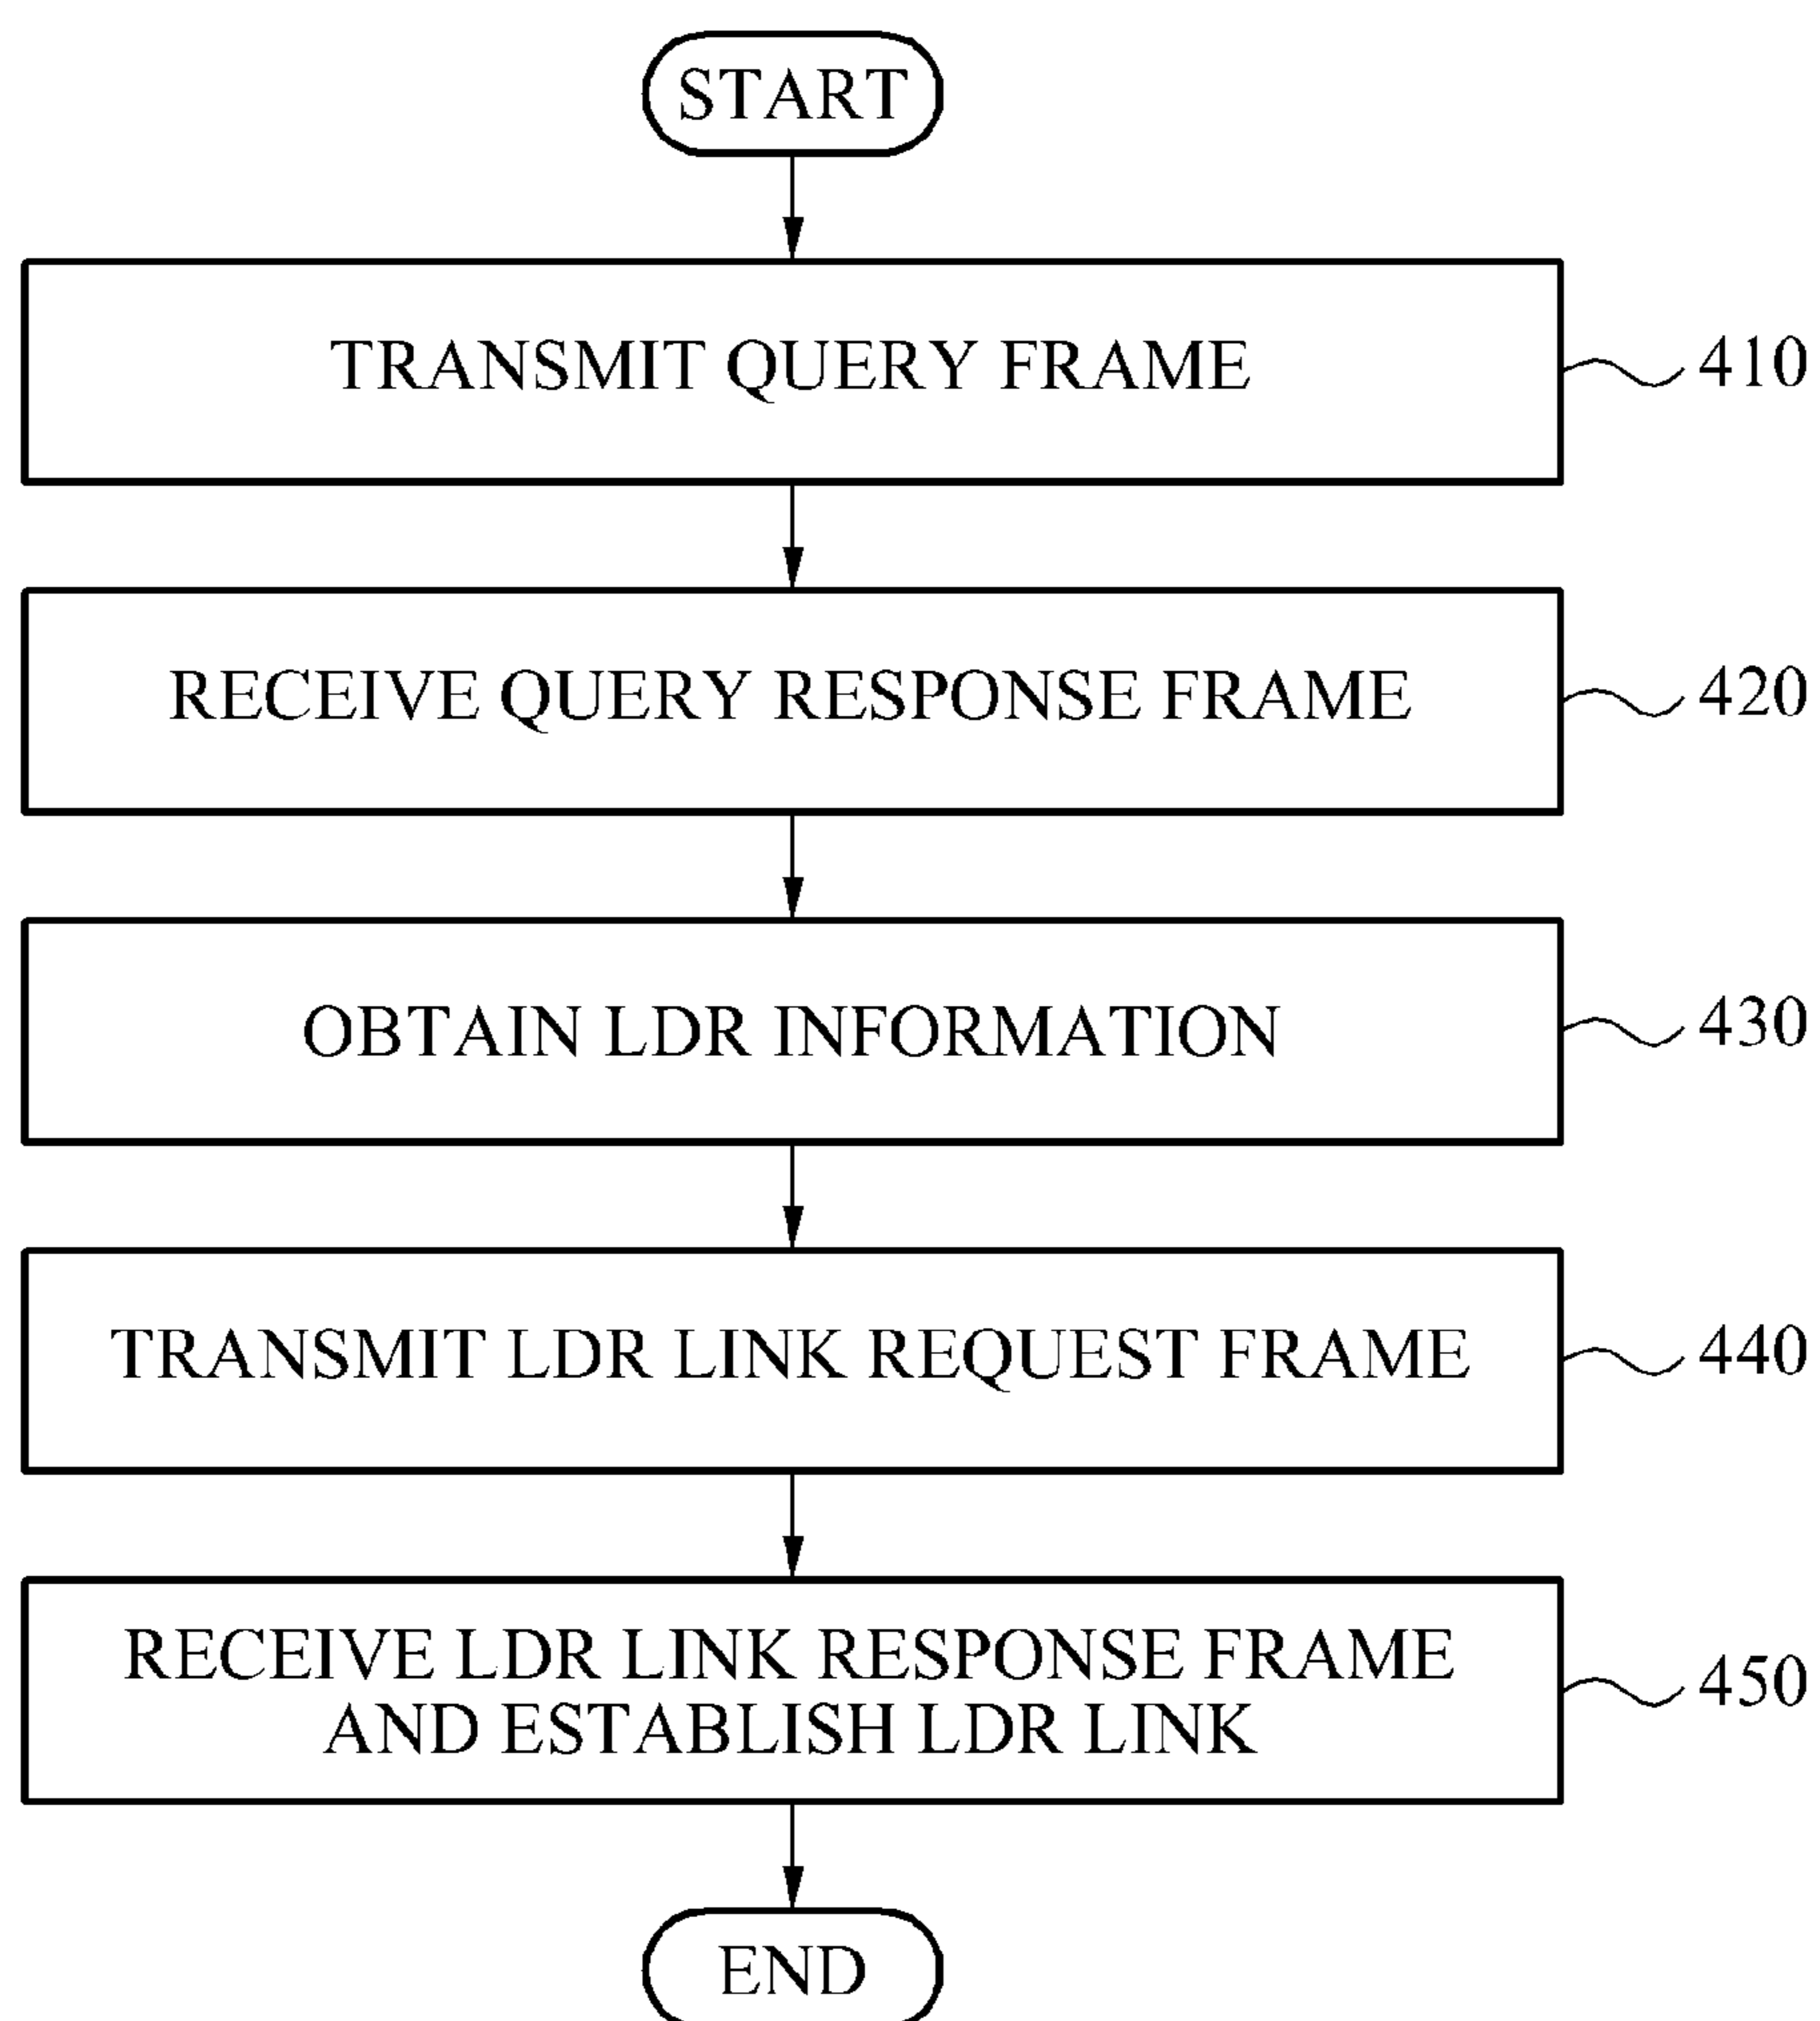 START
TRANSMIT QUERY FRAME
410
RECEIVE QUERY RESPONSE FRAME
420
OBTAIN LDR INFORMATION
430
TRANSMIT LDR LINK REQUEST FRAME
440
RECEIVE LDR LINK RESPONSE FRAME
AND ESTABLISH LDR LINK
450
END